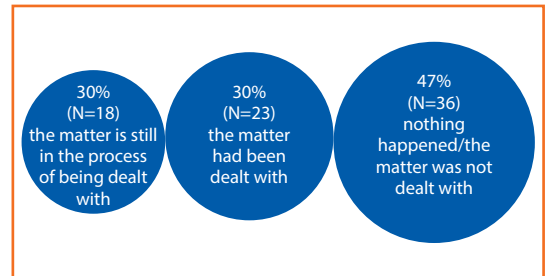 30%
(N=18)
the matter is still
in the process
of being dealt
with
30%
(N=23)
the matter
had been
dealt with
47%
(N=36)
nothing
happened/the
matter was not
dealt with